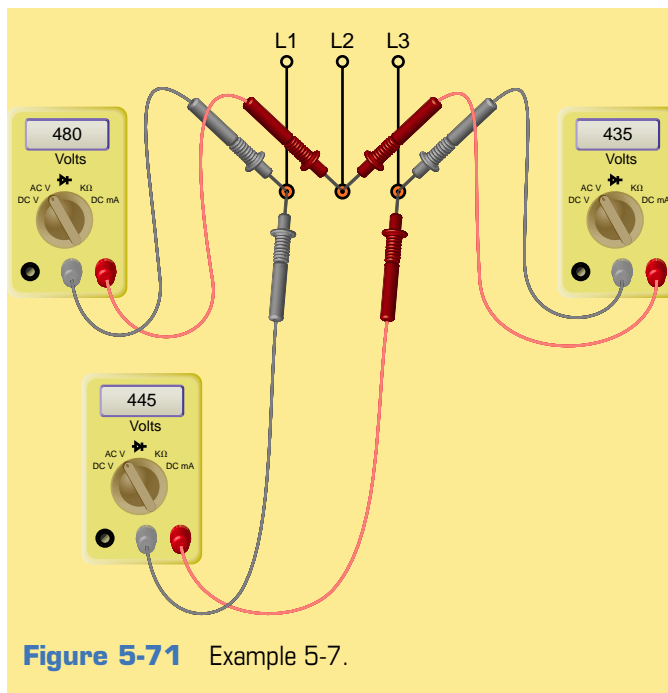 L1 L2 L3
480
Volts
AC V KΩ
DC V DC mA
435
Volts
AC V KΩ
DC V DC mA
445
Volts
AC V KΩ
DC V DC mA
Figure 5-71 Example 5-7.